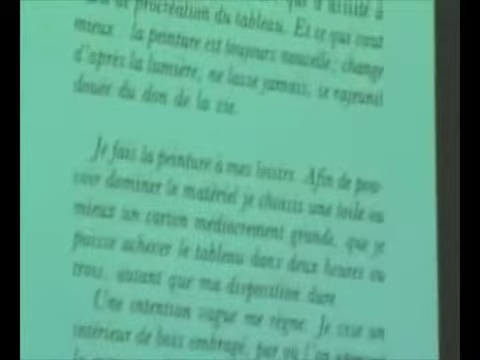 procréation du tableau. Et ce qui vaut
mieux : la peinture est toujours nouvelle, change
d'après la lumière, ne lasse jamais, se rajeunit
douée du don de la vie.
Je fais la peinture à mes loisirs. Afin de pou-
voir dominer le matériel je choisis une toile ou
mieux un carton médiocrement grande, que je
puisse achever le tableau dans deux heures ou
trois, autant que ma disposition dure.
Une intention vague me règne. Je vise un
intérieur de bois ombragé, par où l'on